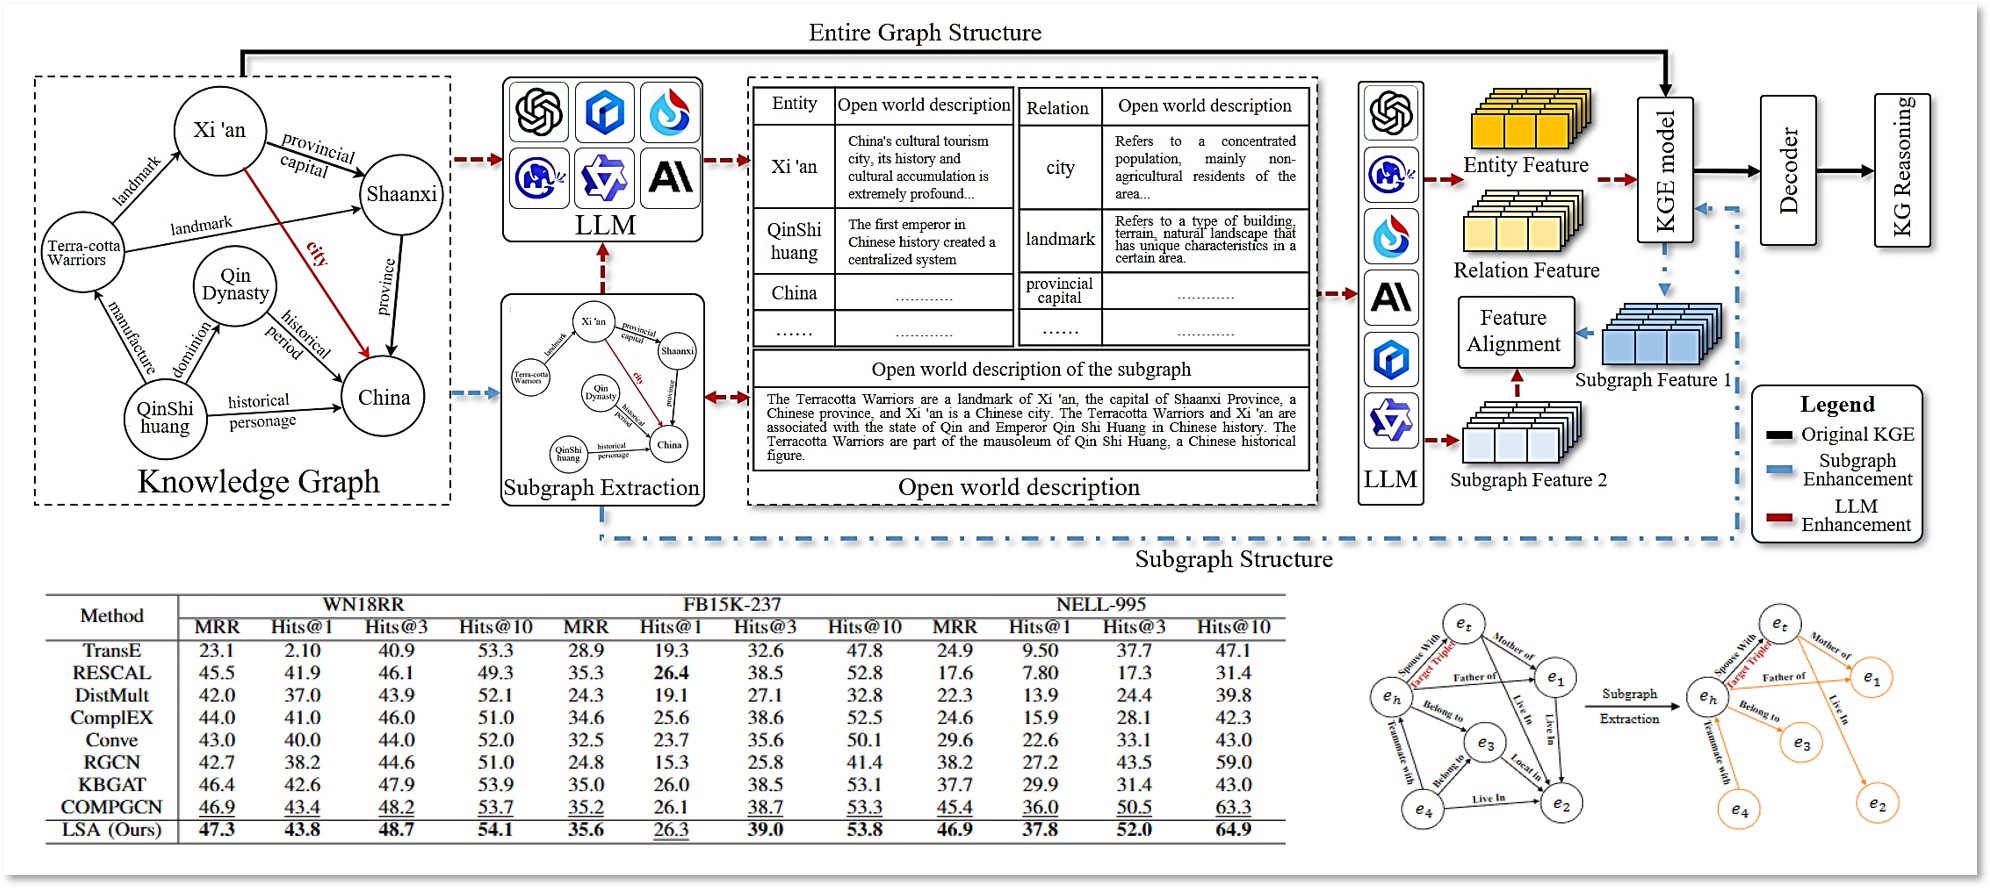 Entire Graph Structure
Xi 'an
provincial
capital
landmark
Shaanxi
landmark
Terra-cotta
Warriors
city
Qin
Dynasty
province
manufacture
dominion
historical
period
China
QinShi
huang
historical
personage
Knowledge Graph
LLM
Xi 'an
provincial
capital
landmark
Shaanxi
Terra-cotta
Warriors
city
Qin
Dynasty
province
historical
period
China
QinShi
huang
historical
personage
Subgraph Extraction
Entity Open world description
Xi 'an China's cultural tourism
city, its history and
cultural accumulation is
extremely profound...
QinShi
huang
The first emperor in
Chinese history created a
centralized system
China .............
...... .............
Relation Open world description
city Refers to a concentrated
population, mainly non-
agricultural residents of the
area...
landmark Refers to a type of building,
terrain, natural landscape that
has unique characteristics in a
certain area.
provincial
capital .............
...... .............
Open world description of the subgraph
The Terracotta Warriors are a landmark of Xi 'an, the capital of Shaanxi Province, a
Chinese province, and Xi 'an is a Chinese city. The Terracotta Warriors and Xi 'an are
associated with the state of Qin and Emperor Qin Shi Huang in Chinese history. The
Terracotta Warriors are part of the mausoleum of Qin Shi Huang, a Chinese historical
figure.
Open world description
LLM
Entity Feature
Relation Feature
Feature
Alignment
Subgraph Feature 1
Subgraph Feature 2
KGE model
Decoder
KG Reasoning
Legend
Original KGE
Subgraph
Enhancement
LLM
Enhancement
Subgraph Structure
Method WN18RR FB15K-237 NELL-995
MRR Hits@1 Hits@3 Hits@10 MRR Hits@1 Hits@3 Hits@10 MRR Hits@1 Hits@3 Hits@10
TransE 23.1 2.10 40.9 53.3 28.9 19.3 32.6 47.8 24.9 9.50 37.7 47.1
RESCAL 45.5 41.9 46.1 49.3 35.3 26.4 38.5 52.8 17.6 7.80 17.3 31.4
DistMult 42.0 37.0 43.9 52.1 24.3 19.1 27.1 32.8 22.3 13.9 24.4 39.8
ComplEX 44.0 41.0 46.0 51.0 34.6 25.6 38.6 52.5 24.6 15.9 28.1 42.3
Conve 43.0 40.0 44.0 52.0 32.5 23.7 35.6 50.1 29.6 22.6 33.1 43.0
RGCN 42.7 38.2 44.6 51.0 24.8 15.3 25.8 41.4 38.2 27.2 43.5 59.0
KBGAT 46.4 42.6 47.9 53.9 35.0 26.0 38.5 53.1 37.7 29.9 31.4 43.0
COMPGCN 46.9 43.4 48.2 53.7 35.2 26.1 38.7 53.3 45.4 36.0 50.5 63.3
LSA (Ours) 47.3 43.8 48.7 54.1 35.6 26.3 39.0 53.8 46.9 37.8 52.0 64.9
et
Spouse With
Target Triplet
Mother of
eh
Father of
e1
Belong to
Live In
Live In
e3
Teammate with
Belong to
Locat in
e4
Live In
e2
Subgraph
Extraction
et
Spouse With
Target Triplet
Mother of
eh
Father of
e1
Belong to
Live In
e3
Teammate with
e4
e2